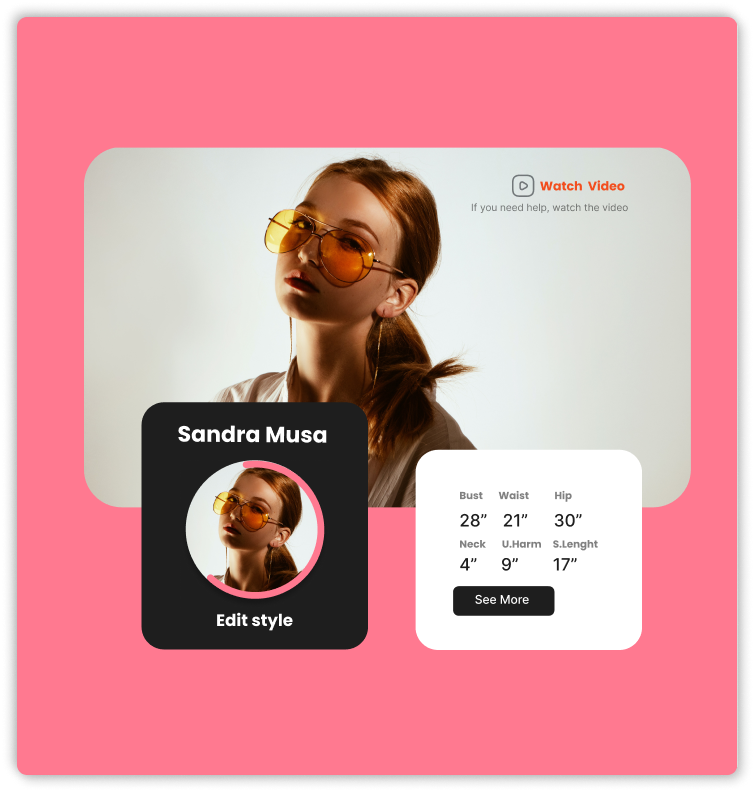 Watch Video
If you need help, watch the video
Sandra Musa
Edit style
Bust Waist Hip
28” 21” 30”
Neck U.Harm S.Lenght
4” 9” 17”
See More